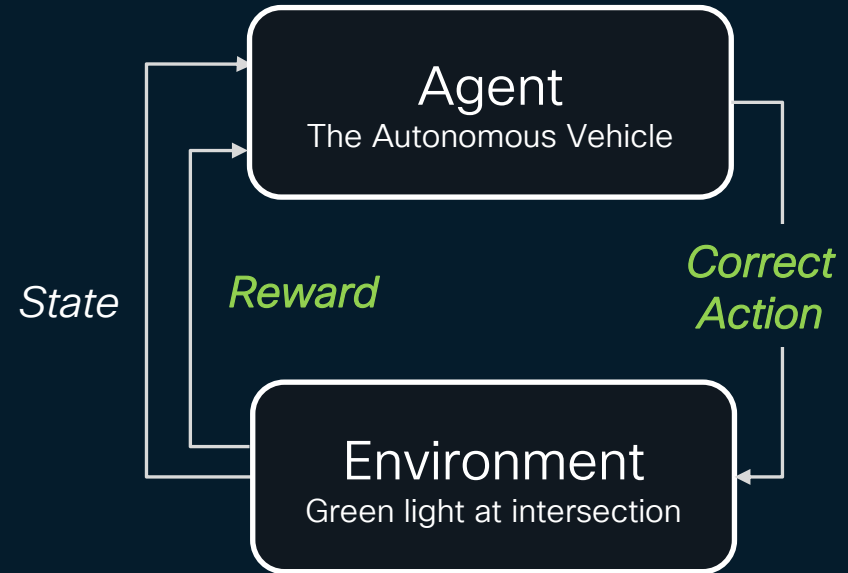 Agent
The Autonomous Vehicle
State
Reward
Correct
Action
Environment
Green light at intersection